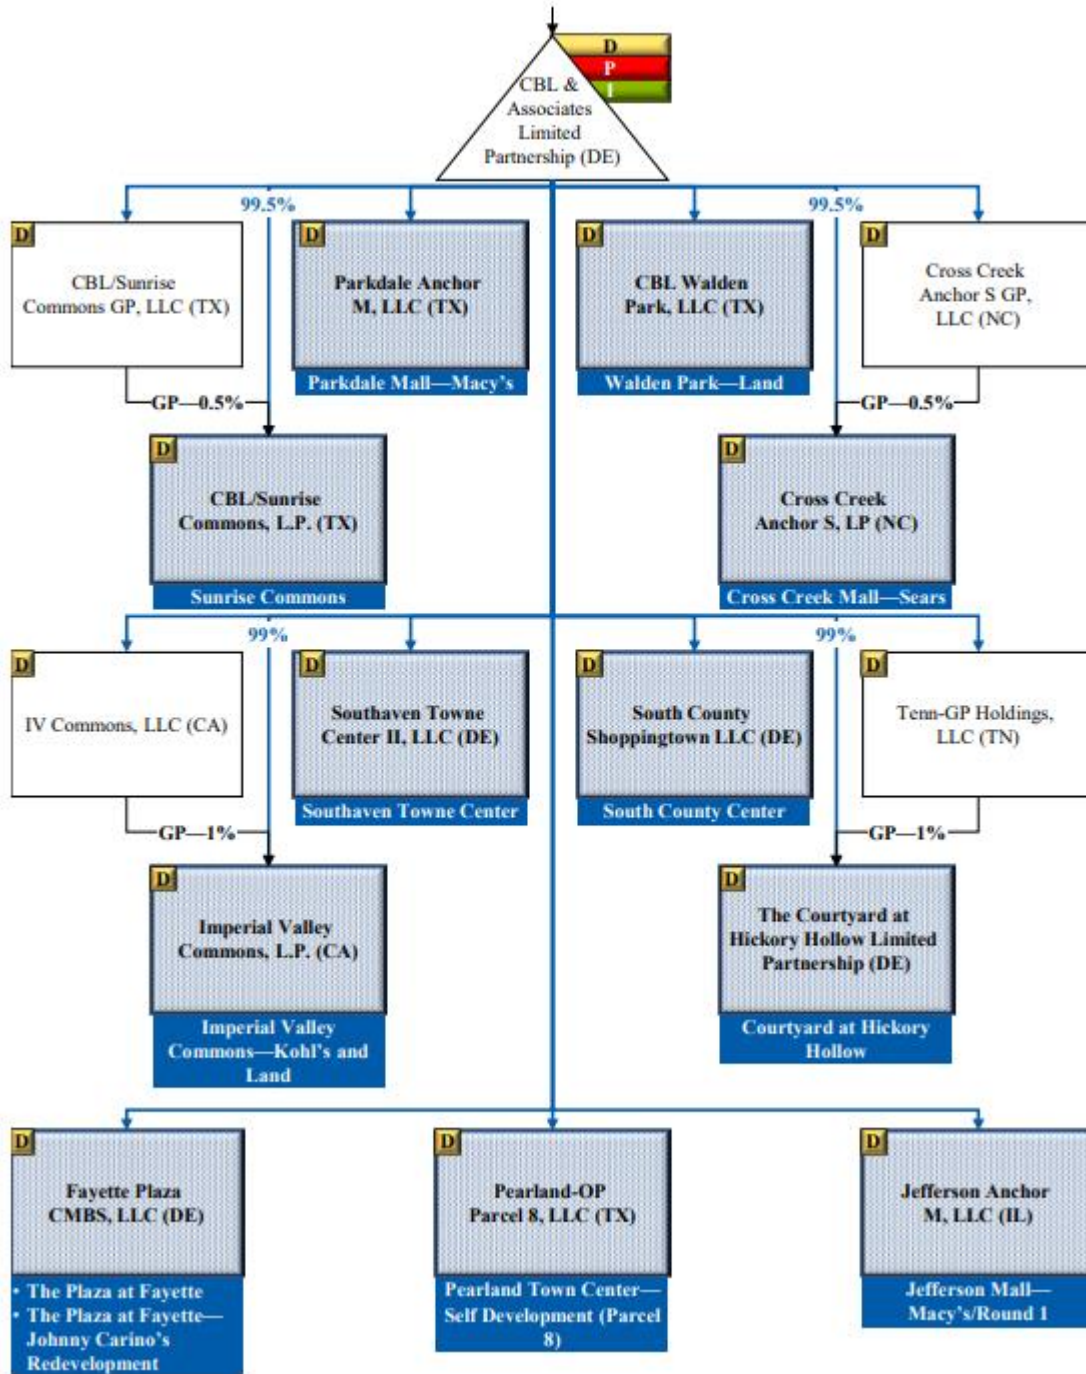 D
P
I
CBL &
Associates
Limited
Partnership (DE)
99.5%
99.5%
D
CBL/Sunrise
Commons GP, LLC (TX)
D
Parkdale Anchor
M, LLC (TX)
Parkdale Mall—Macy's
D
CBL Walden
Park, LLC (TX)
Walden Park—Land
D
Cross Creek
Anchor S GP,
LLC (NC)
GP—0.5%
GP—0.5%
D
CBL/Sunrise
Commons, L.P. (TX)
Sunrise Commons
D
Cross Creek
Anchor S, LP (NC)
Cross Creek Mall—Sears
99%
99%
D
IV Commons, LLC (CA)
D
Southaven Towne
Center II, LLC (DE)
Southaven Towne Center
D
South County
Shoppingtown LLC (DE)
South County Center
D
Tenn-GP Holdings,
LLC (TN)
GP—1%
GP—1%
D
Imperial Valley
Commons, L.P. (CA)
Imperial Valley
Commons—Kohl's and
Land
D
The Courtyard at
Hickory Hollow Limited
Partnership (DE)
Courtyard at Hickory
Hollow
D
Fayette Plaza
CMBS, LLC (DE)
• The Plaza at Fayette
• The Plaza at Fayette—
Johnny Carino's
Redevelopment
D
Pearland-OP
Parcel 8, LLC (TX)
Pearland Town Center—
Self Development (Parcel
8)
D
Jefferson Anchor
M, LLC (IL)
Jefferson Mall—
Macy's/Round 1